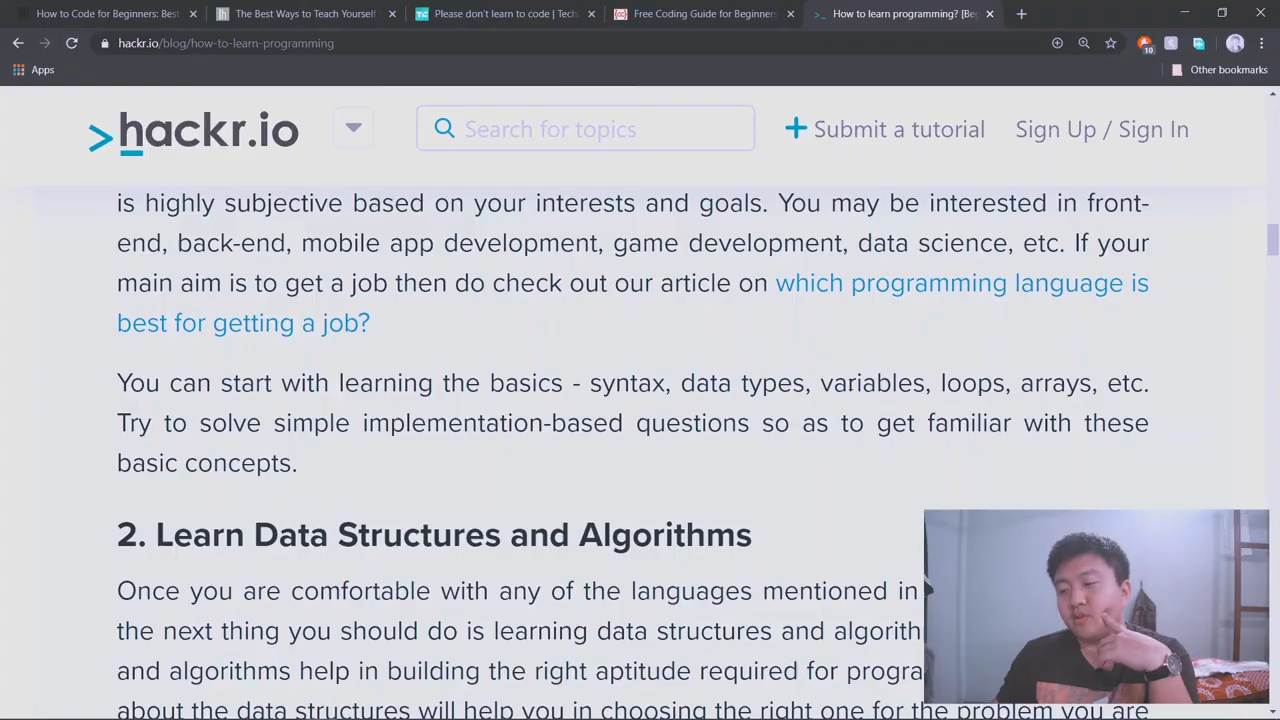 How to Code for Beginners: Best
The Best Ways to Teach Yourself
Please don't learn to code | Tech
Free Coding Guide for Beginners
How to learn programming? [Be
hackr.io/blog/how-to-learn-programming
10
Apps
Other bookmarks
>hackr.io
Search for topics
+ Submit a tutorial
Sign Up / Sign In
is highly subjective based on your interests and goals. You may be interested in front-
end, back-end, mobile app development, game development, data science, etc. If your
main aim is to get a job then do check out our article on which programming language is
best for getting a job?
You can start with learning the basics - syntax, data types, variables, loops, arrays, etc.
Try to solve simple implementation-based questions so as to get familiar with these
basic concepts.
2. Learn Data Structures and Algorithms
Once you are comfortable with any of the languages mentioned in
the next thing you should do is learning data structures and algorith
and algorithms help in building the right aptitude required for progra
about the data structures will help you in choosing the right one for the problem you are